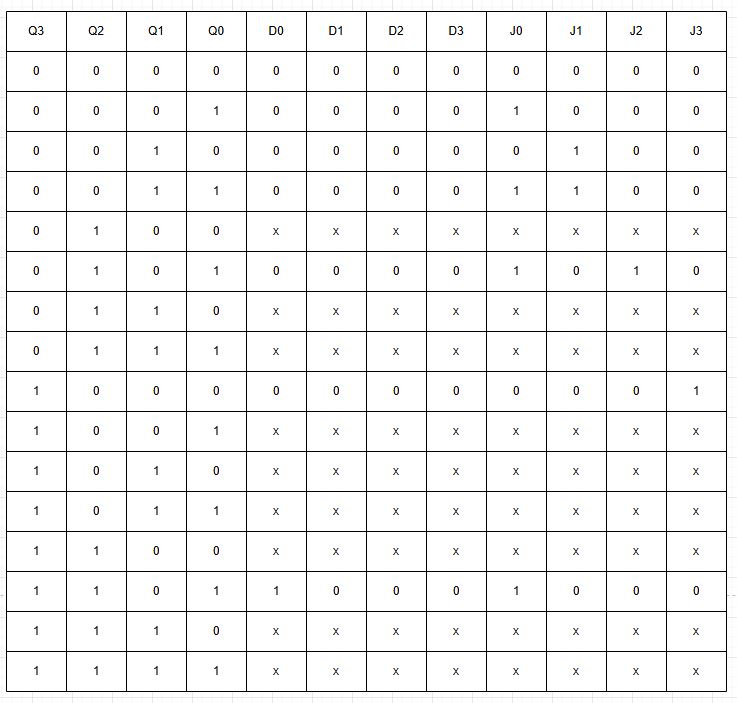 Q3 Q2 Q1 Q0 D0 D1 D2 D3 J0 J1 J2 J3
0 0 0 0 0 0 0 0 0 0 0 0
0 0 0 1 0 0 0 0 1 0 0 0
0 0 1 0 0 0 0 0 0 1 0 0
0 0 1 1 0 0 0 0 1 1 0 0
0 1 0 0 x x x x x x x x
0 1 0 1 0 0 0 0 1 0 1 0
0 1 1 0 x x x x x x x x
0 1 1 1 x x x x x x x x
1 0 0 0 0 0 0 0 0 0 0 1
1 0 0 1 x x x x x x x x
1 0 1 0 x x x x x x x x
1 0 1 1 x x x x x x x x
1 1 0 0 x x x x x x x x
1 1 0 1 1 0 0 0 1 0 0 0
1 1 1 0 x x x x x x x x
1 1 1 1 x x x x x x x x